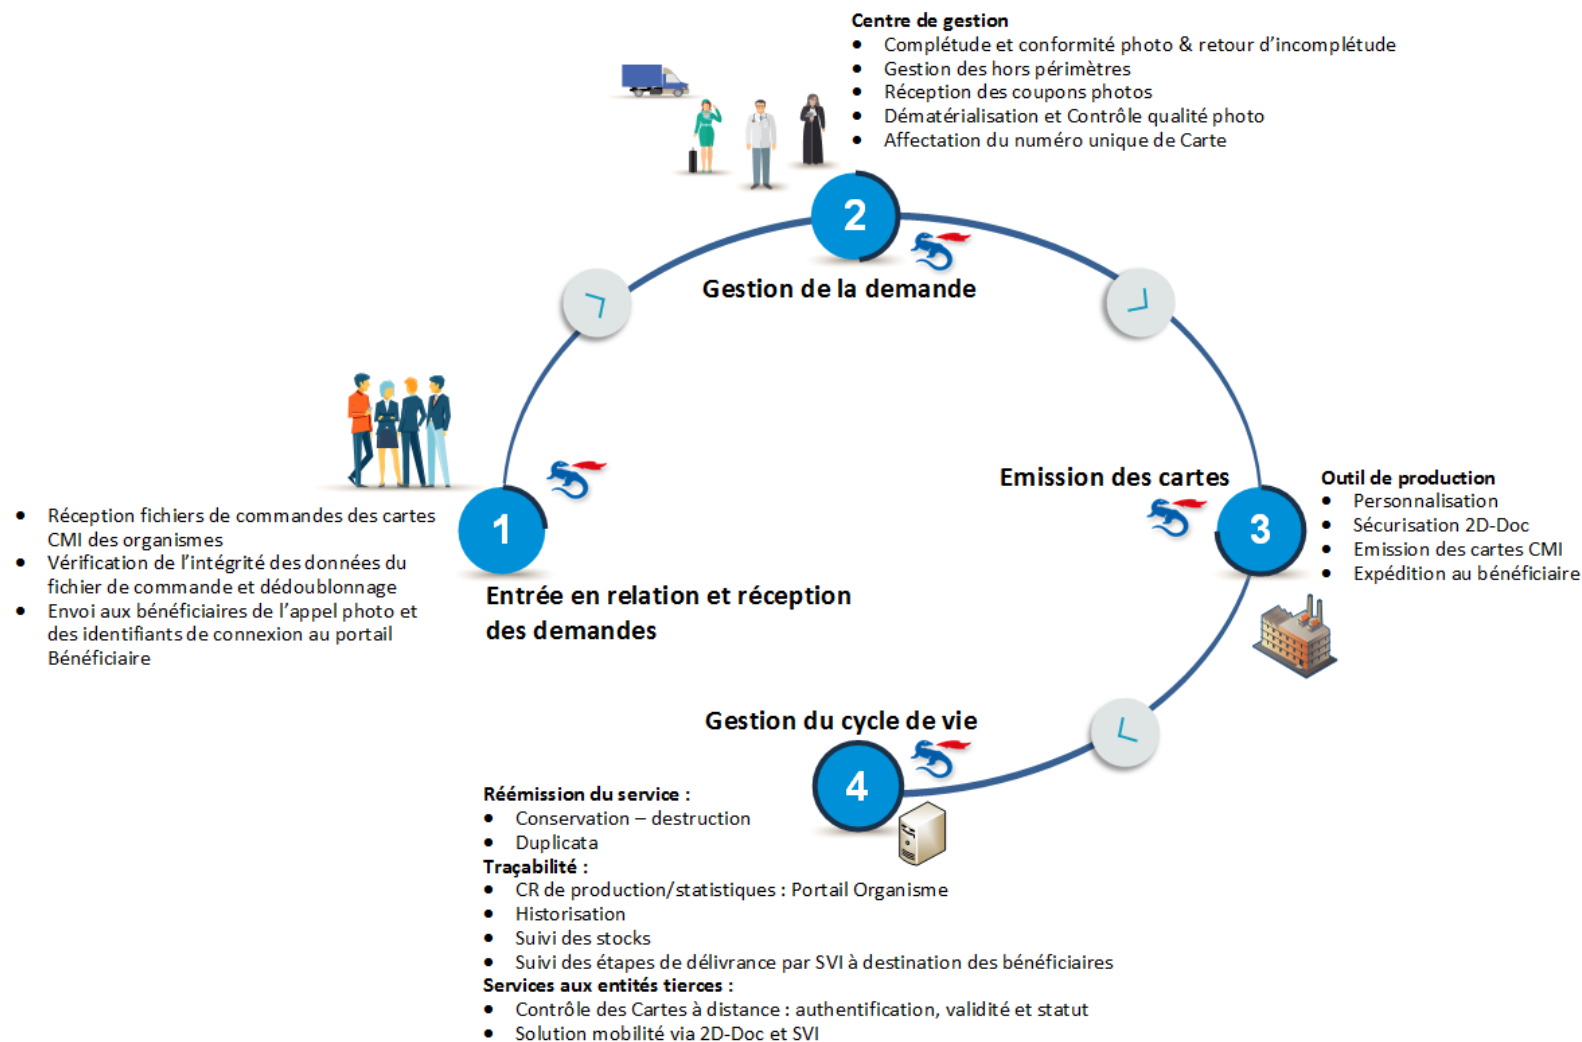 Centre de gestion
• Complétude et conformité photo & retour d'incomplétude
• Gestion des hors périmètres
• Réception des coupons photos
• Dématérialisation et Contrôle qualité photo
• Affectation du numéro unique de Carte
2
Gestion de la demande
1
Entrée en relation et réception
des demandes
• Réception fichiers de commandes des cartes
CMI des organismes
• Vérification de l'intégrité des données du
fichier de commande et dédoublonnage
• Envoi aux bénéficiaires de l'appel photo et
des identifiants de connexion au portail
Bénéficiaire
Emission des cartes
3
Outil de production
• Personnalisation
• Sécurisation 2D-Doc
• Emission des cartes CMI
• Expédition au bénéficiaire
Gestion du cycle de vie
4
Réémission du service :
• Conservation – destruction
• Duplicata
Traçabilité :
• CR de production/statistiques : Portail Organisme
• Historisation
• Suivi des stocks
• Suivi des étapes de délivrance par SVI à destination des bénéficiaires
Services aux entités tierces :
• Contrôle des Cartes à distance : authentification, validité et statut
• Solution mobilité via 2D-Doc et SVI